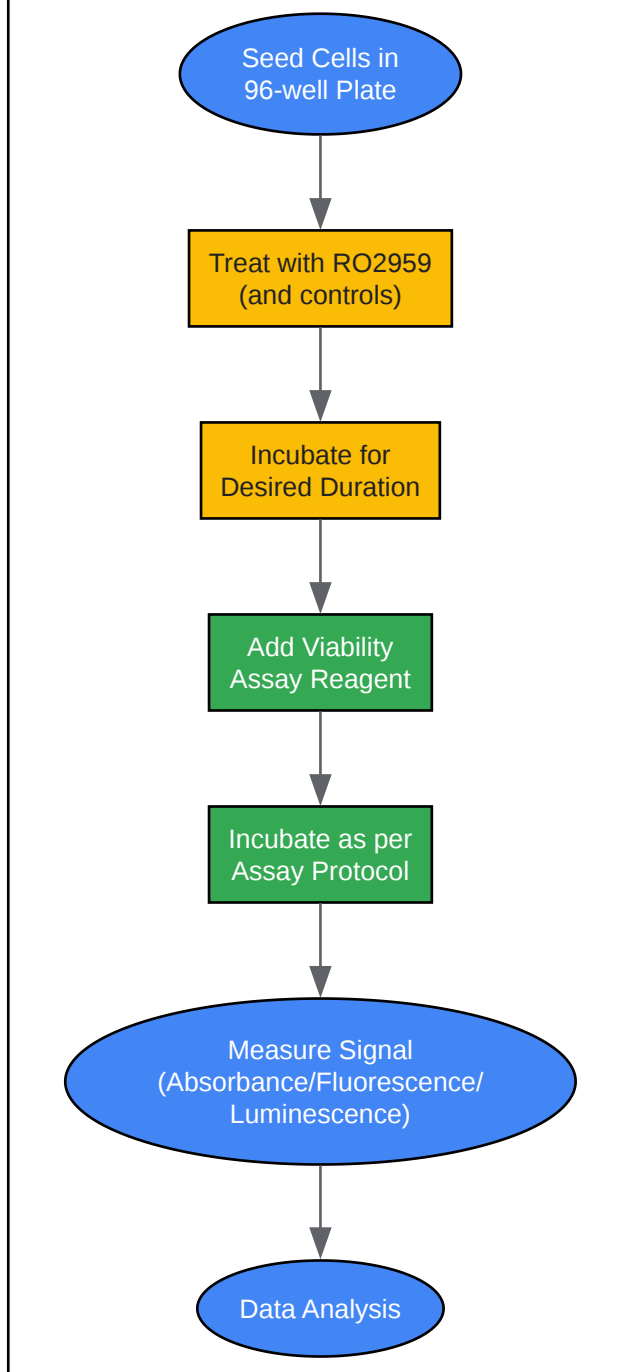 Seed Cells in
96-well Plate
Treat with RO2959
(and controls)
Incubate for
Desired Duration
Add Viability
Assay Reagent
Incubate as per
Assay Protocol
Measure Signal
(Absorbance/Fluorescence/
Luminescence)
Data Analysis